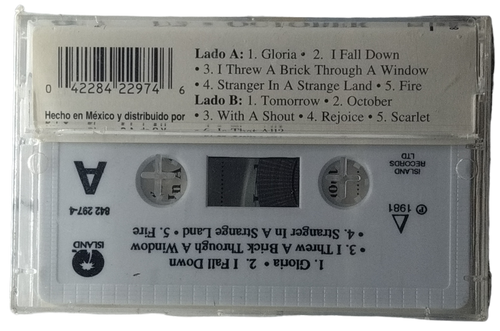 Lado A: 1. Gloria • 2. I Fall Down
• 3. I Threw A Brick Through A Window
• 4. Stranger In A Strange Land • 5. Fire
Lado B: 1. Tomorrow • 2. October
• 3. With A Shout • 4. Rejoice • 5. Scarlet
0 42284 22974 6
Hecho en México y distribuido por
ISLAND
1. Gloria • 2. I Fall Down
• 3. I Threw A Brick Through A Window
• 4. Stranger In A Strange Land • 5. Fire
℗ 1981
ISLAND
RECORDS
LTD
842 297-4
A